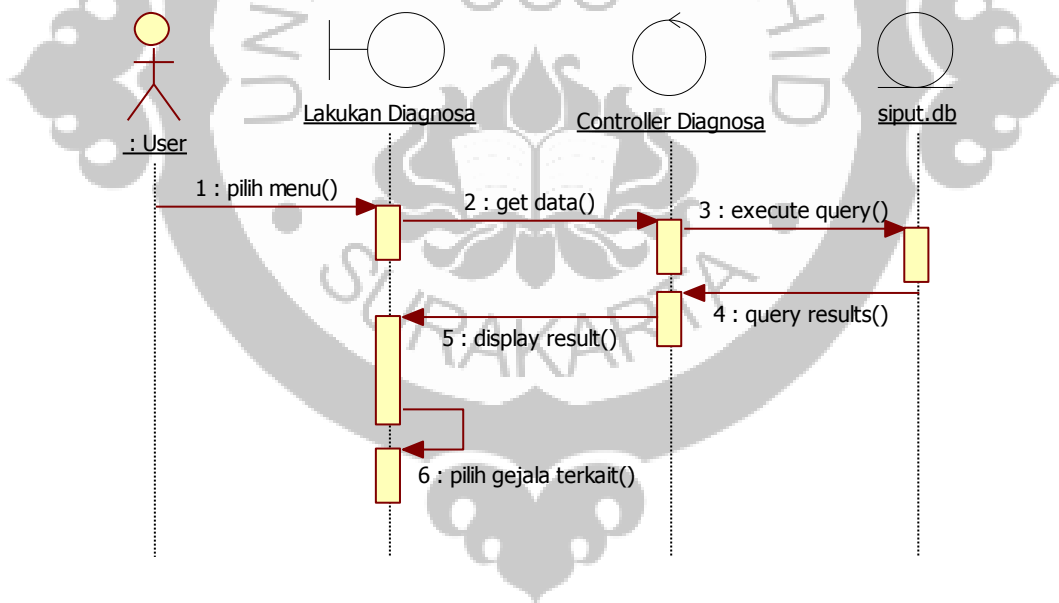 Lakukan Diagnosa
Controller Diagnosa
siput.db
: User
1 : pilih menu()
2 : get data()
3 : execute query()
4 : query results()
5 : display result()
6 : pilih gejala terkait()
SURAKARTA